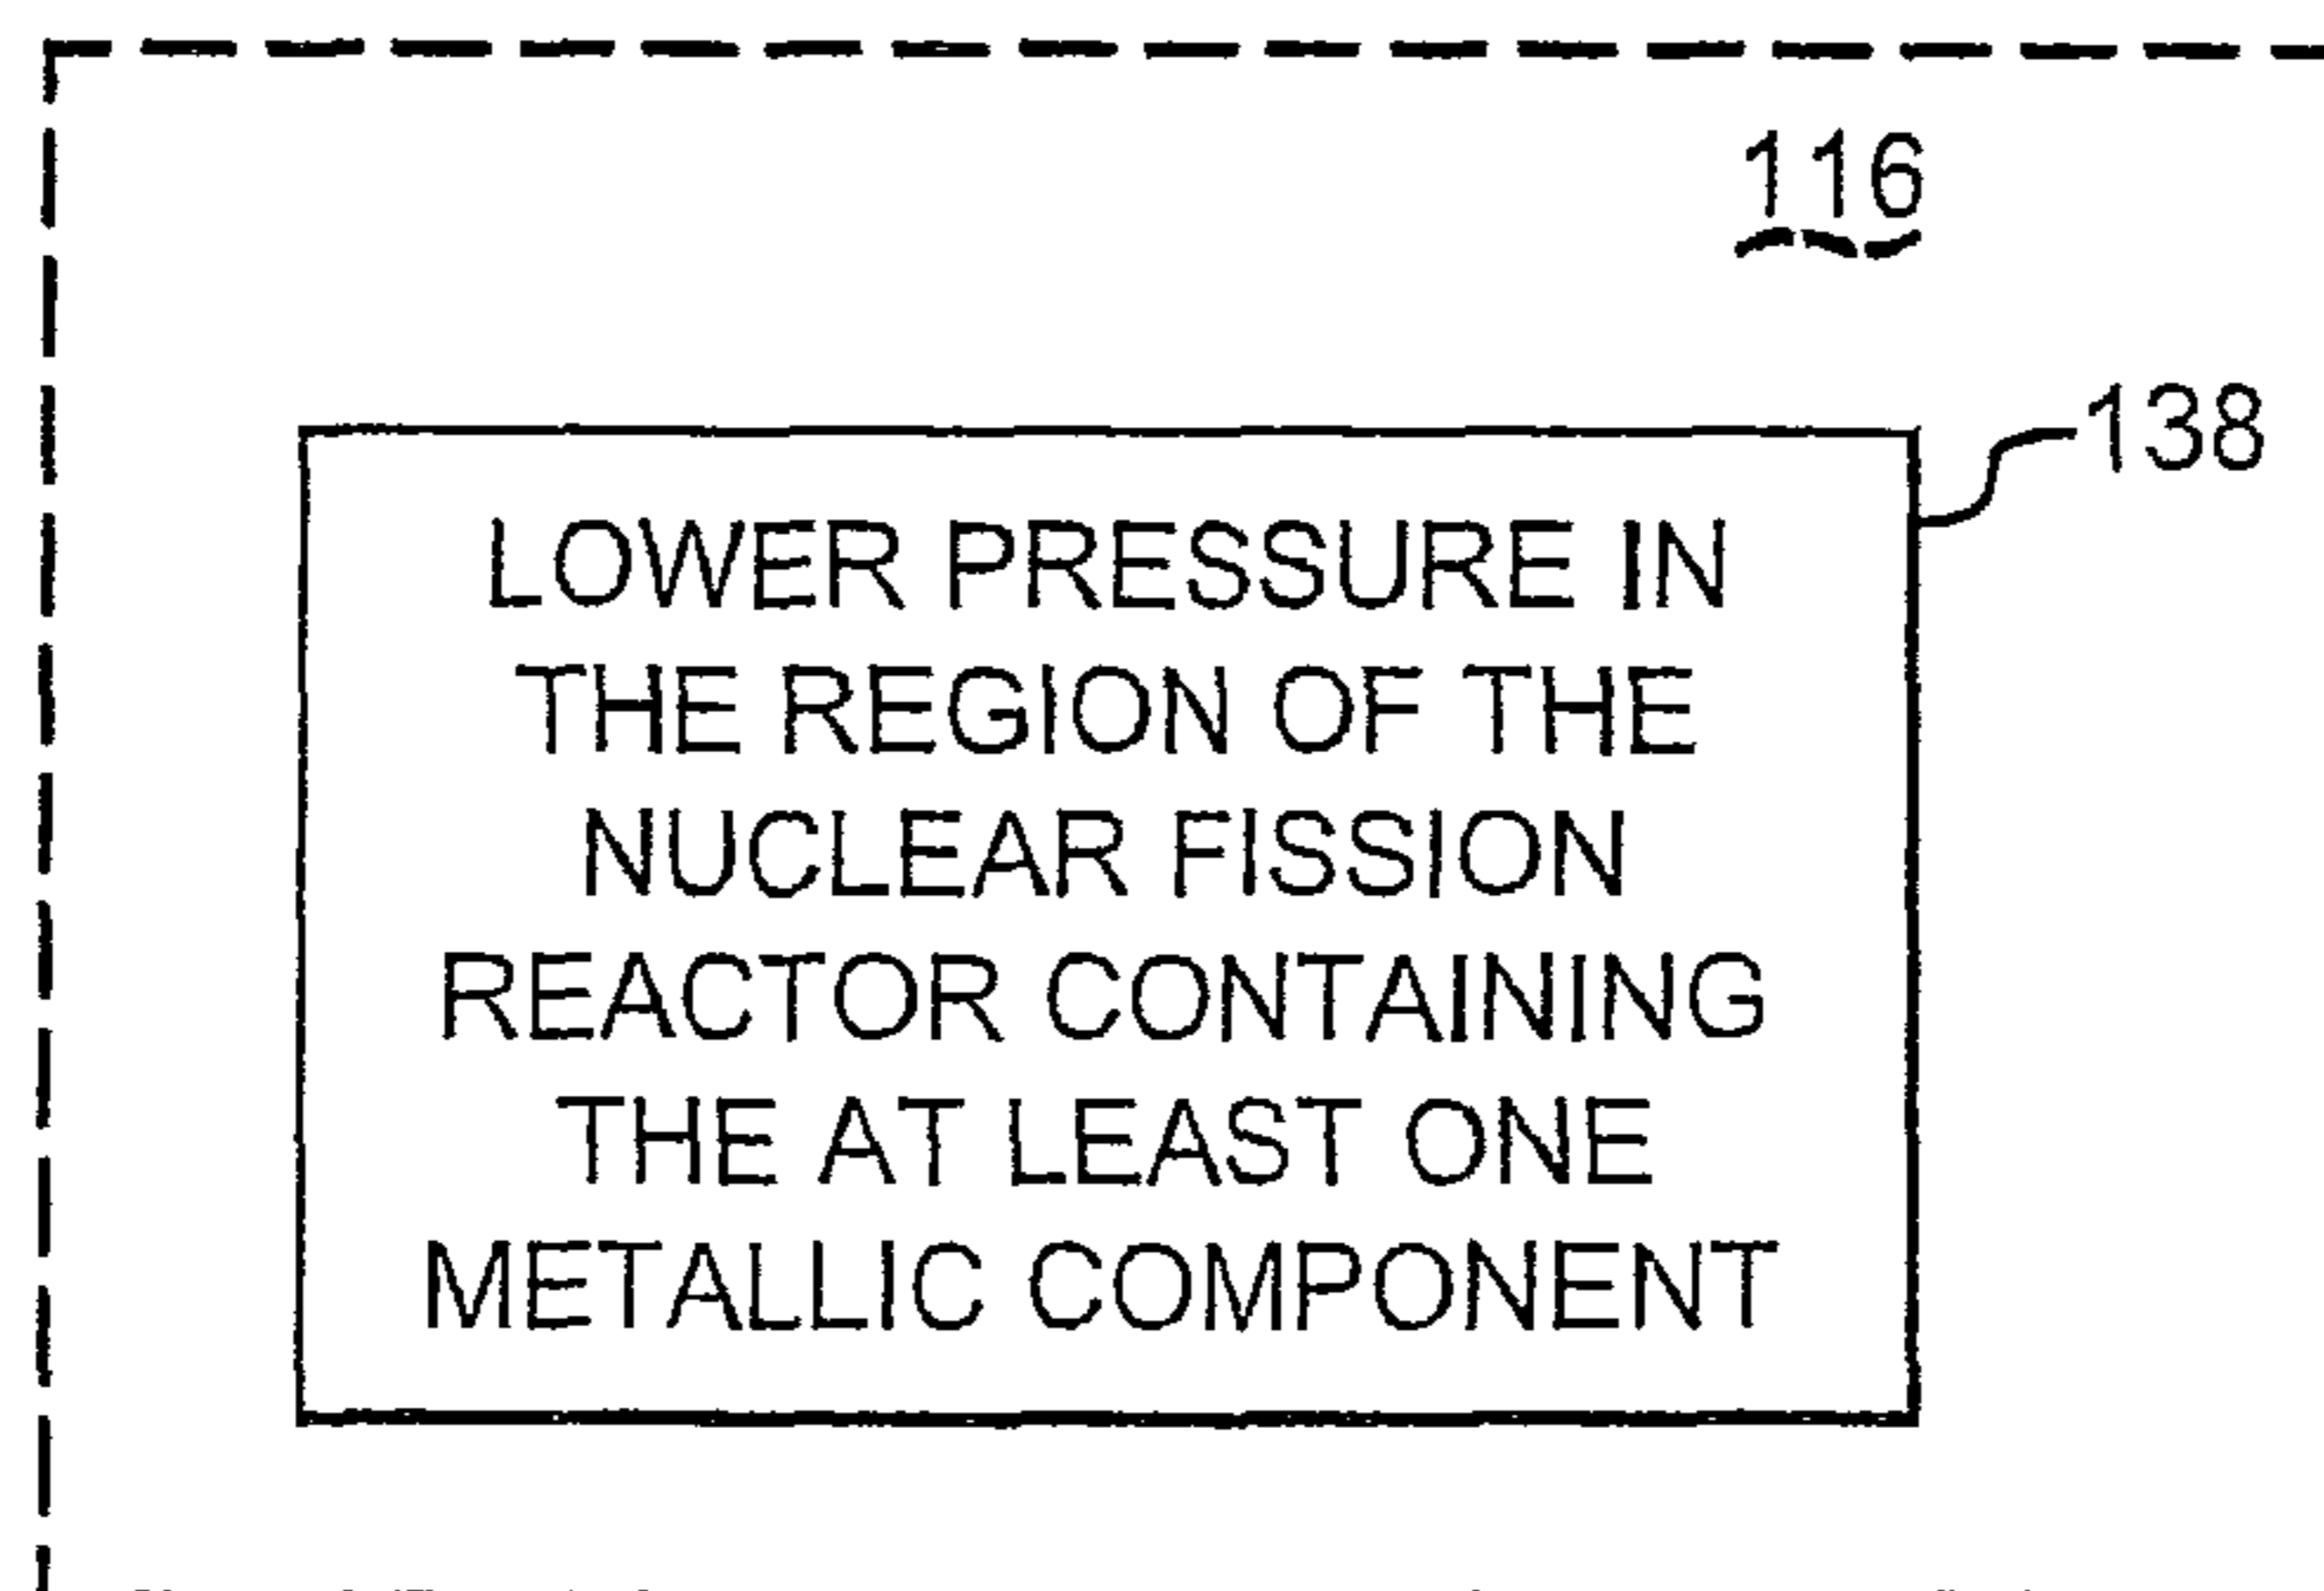 116
138
LOWER PRESSURE IN
THE REGION OF THE
NUCLEAR FISSION
REACTOR CONTAINING
THE AT LEAST ONE
METALLIC COMPONENT